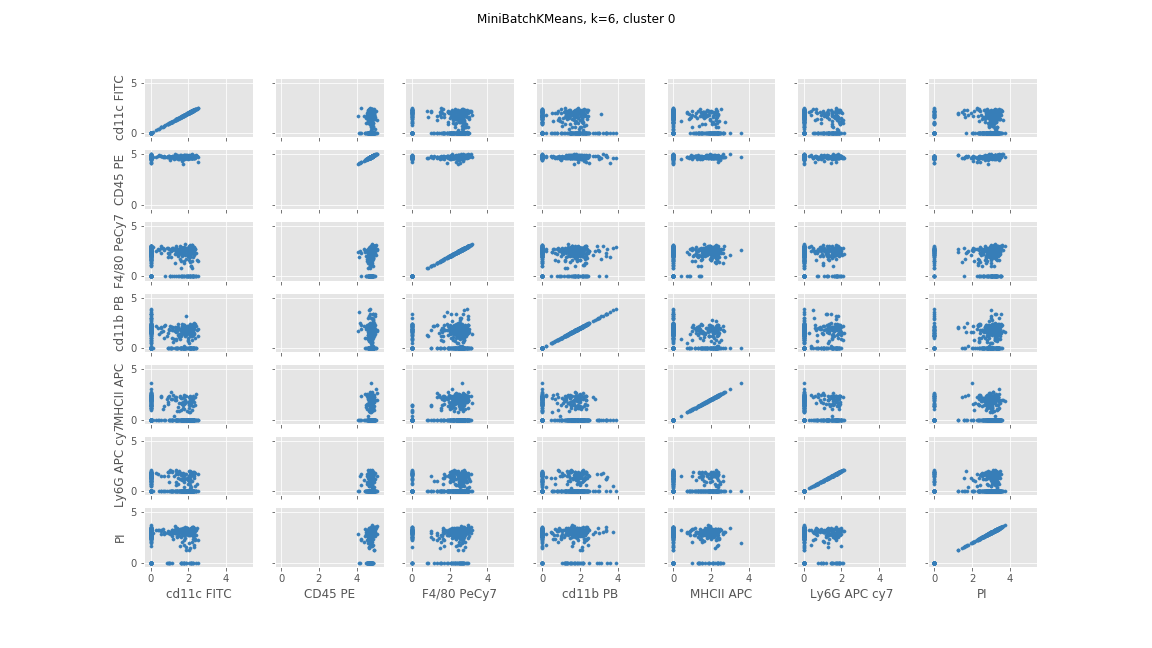 MiniBatchKMeans, k=6, cluster 0
5
0
cd11c FITC
5
0
CD45 PE
5
0
F4/80 PeCy7
5
0
cd11b PB
5
0
MHCII APC
5
0
Ly6G APC cy7
5
0
PI
0 2 4 0 2 4 0 2 4 0 2 4 0 2 4 0 2 4 0 2 4
cd11c FITC CD45 PE F4/80 PeCy7 cd11b PB MHCII APC Ly6G APC cy7 PI